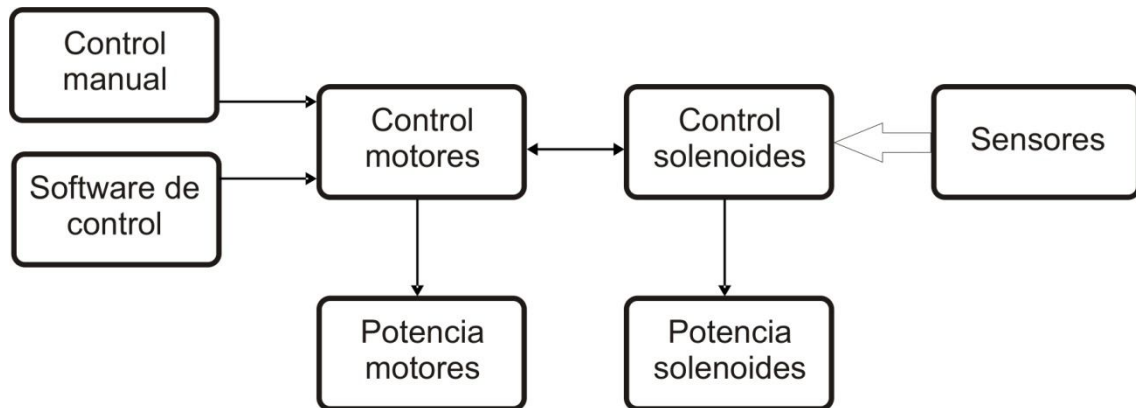 Control
manual
Software de
control
Control
motores
Control
solenoides
Sensores
Potencia
motores
Potencia
solenoides